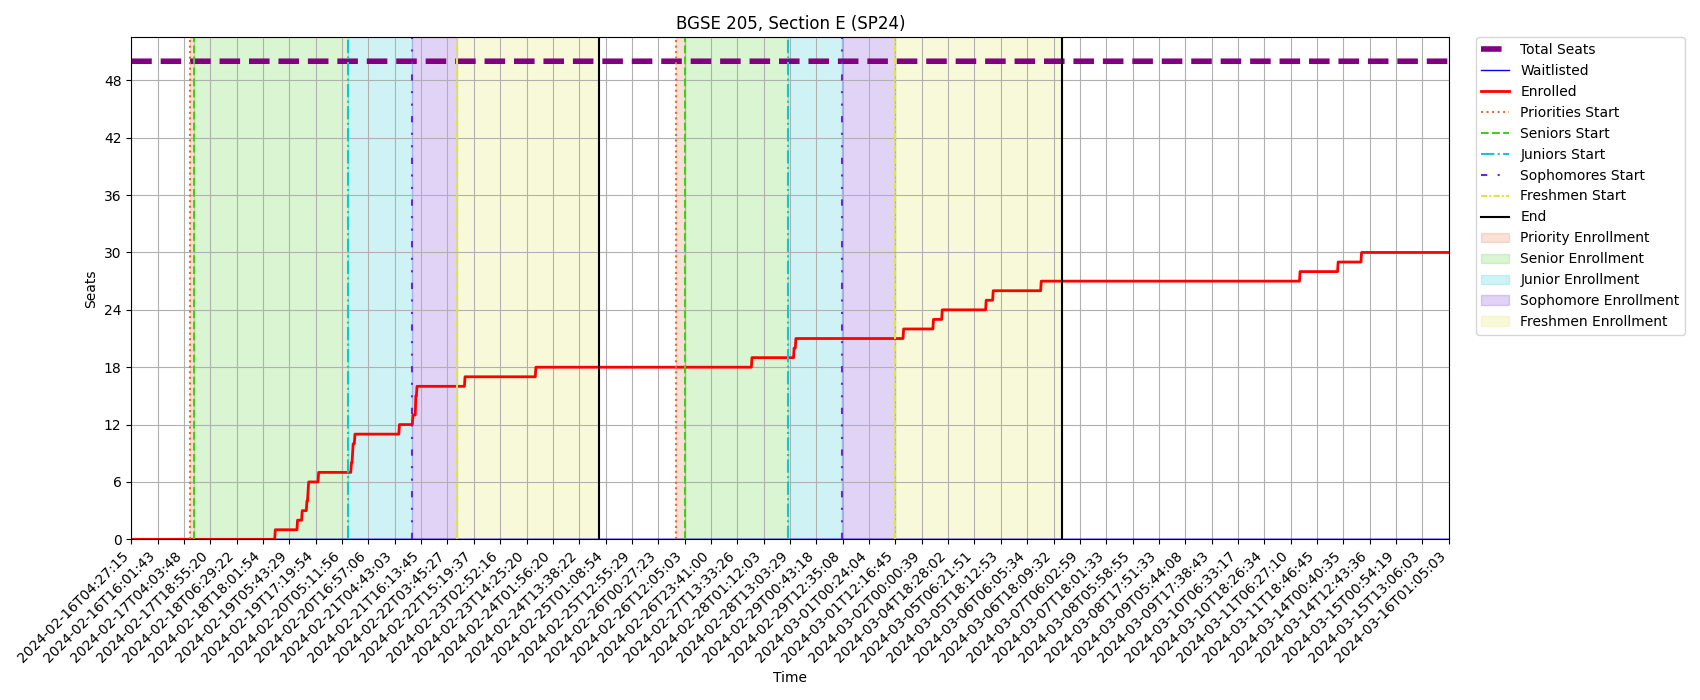 BGSE 205, Section E (SP24)
Total Seats
Waitlisted
Enrolled
Priorities Start
Seniors Start
Juniors Start
Sophomores Start
Freshmen Start
End
Priority Enrollment
Senior Enrollment
Junior Enrollment
Sophomore Enrollment
Freshmen Enrollment
Seats
48
42
36
30
24
18
12
6
0
2024-02-16T04:27:15
2024-02-16T16:01:43
2024-02-17T04:03:48
2024-02-17T18:55:20
2024-02-18T06:29:22
2024-02-18T18:01:54
2024-02-19T05:43:29
2024-02-19T17:19:54
2024-02-20T05:11:56
2024-02-20T16:57:06
2024-02-21T04:43:03
2024-02-21T16:13:45
2024-02-22T03:45:27
2024-02-22T15:19:37
2024-02-23T02:52:16
2024-02-23T14:25:20
2024-02-24T01:56:20
2024-02-24T13:38:22
2024-02-25T01:08:54
2024-02-25T12:55:29
2024-02-26T00:27:23
2024-02-26T12:05:03
2024-02-26T23:41:00
2024-02-27T13:33:26
2024-02-28T01:12:03
2024-02-28T13:03:29
2024-02-29T00:43:18
2024-02-29T12:35:08
2024-03-01T00:24:04
2024-03-01T12:16:45
2024-03-02T00:00:39
2024-03-04T18:28:02
2024-03-05T06:21:51
2024-03-05T18:12:53
2024-03-06T06:05:34
2024-03-06T18:09:32
2024-03-07T06:02:59
2024-03-07T18:01:33
2024-03-08T05:58:55
2024-03-08T17:51:33
2024-03-09T05:44:08
2024-03-09T17:38:43
2024-03-10T06:33:17
2024-03-10T18:26:34
2024-03-11T06:27:10
2024-03-11T18:46:45
2024-03-14T00:40:35
2024-03-14T12:43:36
2024-03-15T00:54:19
2024-03-15T13:06:03
2024-03-16T01:05:03
Time